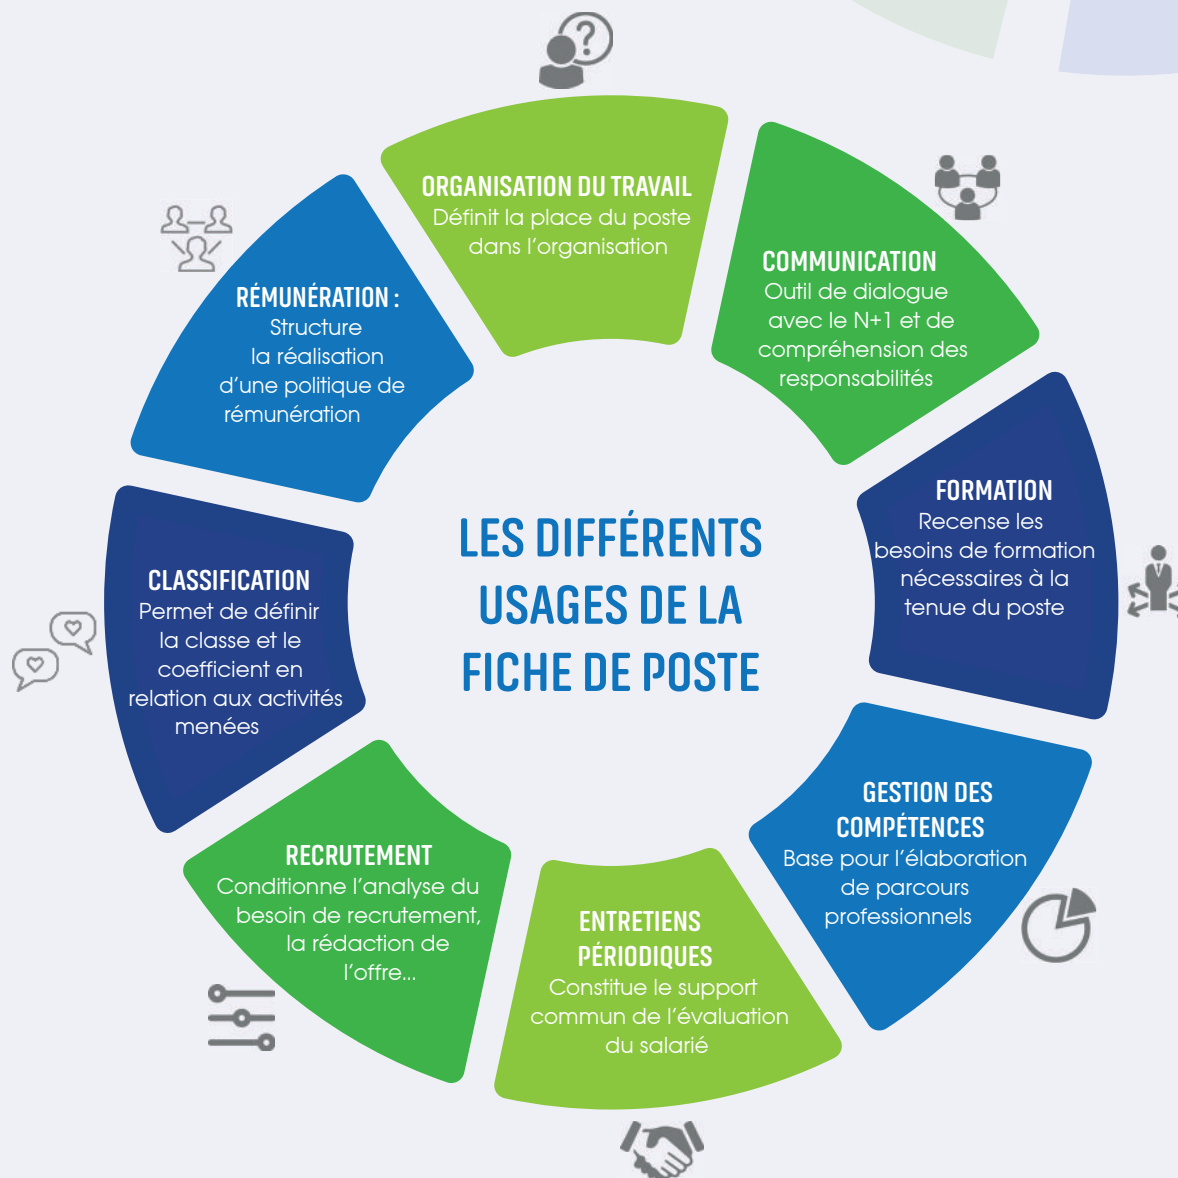 ORGANISATION DU TRAVAIL
Définit la place du poste
dans l'organisation
COMMUNICATION
Outil de dialogue
avec le N+1 et de
compréhension des
responsabilités
FORMATION
Recense les
besoins de formation
nécessaires à la
tenue du poste
GESTION DES
COMPÉTENCES
Base pour l'élaboration
de parcours
professionnels
ENTRETIENS
PÉRIODIQUES
Constitue le support
commun de l'évaluation
du salarié
RECRUTEMENT
Conditionne l'analyse du
besoin de recrutement,
la rédaction de
l'offre...
CLASSIFICATION
Permet de définir
la classe et le
coefficient en
relation aux activités
menées
RÉMUNÉRATION :
Structure
la réalisation
d'une politique de
rémunération
LES DIFFÉRENTS
USAGES DE LA
FICHE DE POSTE
?